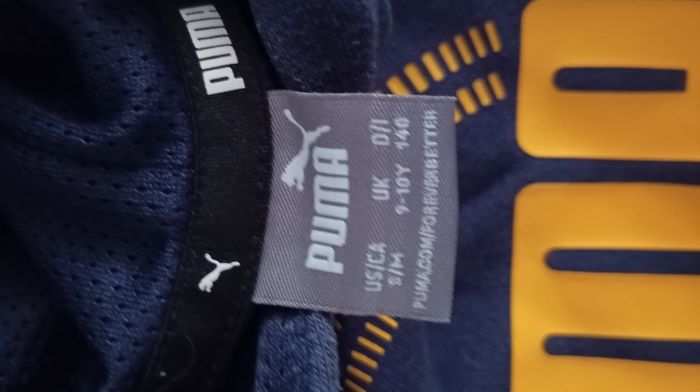 PUMA
PUMA
US/CA UK D/I
S/M 9-10Y 140
PUMA.COM/FOREVERBETTER